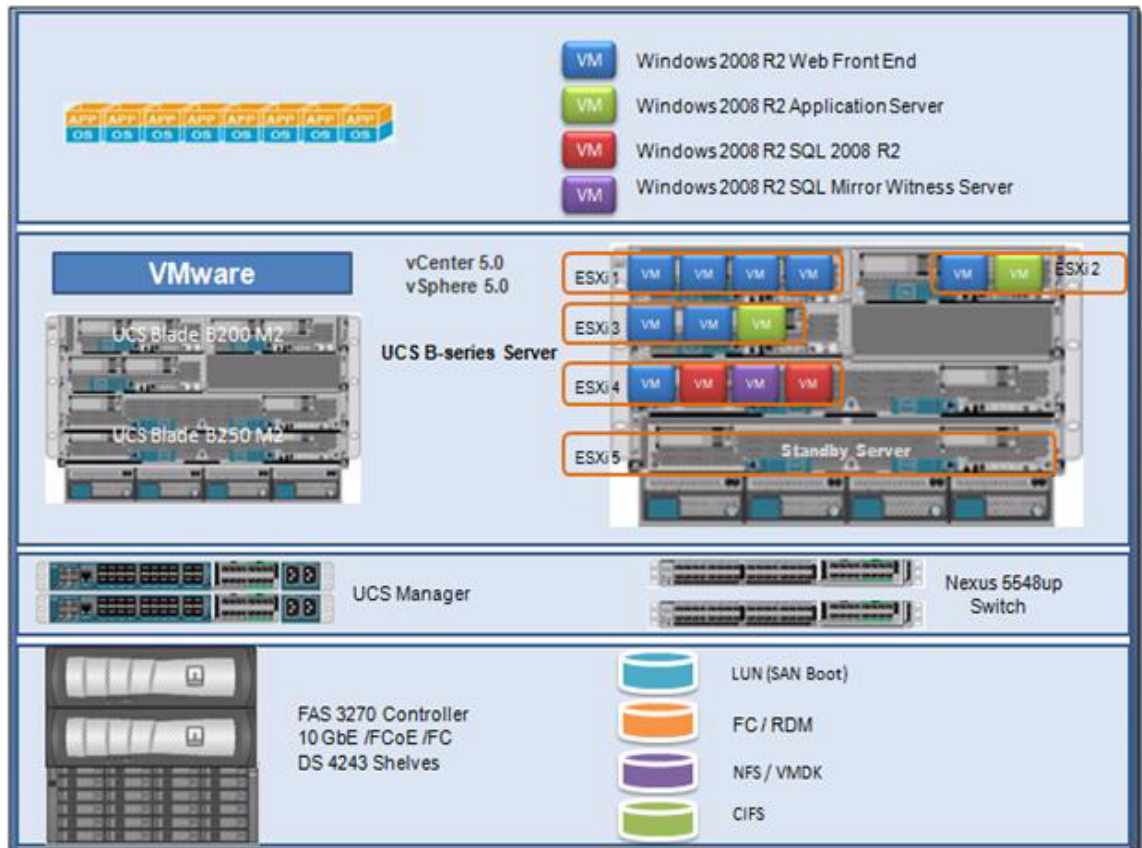 VM Windows 2008 R2 Web Front End
VM Windows 2008 R2 Application Server
APP APP APP APP APP APP APP APP
OS OS OS OS OS OS OS OS
VM Windows 2008 R2 SQL 2008 R2
VM Windows 2008 R2 SQL Mirror Witness Server
VMware
vCenter 5.0
vSphere 5.0
UCS Blade B200 M2
UCS Blade B250 M2
UCS B-series Server
ESXi 1 VM VM VM VM
VM VM ESXi 2
ESXi 3 VM VM VM
ESXi 4 VM VM VM VM
ESXi 5 Standby Server
UCS Manager
Nexus 5548up
Switch
FAS 3270 Controller
10 GbE /FCoE /FC
DS 4243 Shelves
LUN (SAN Boot)
FC / RDM
NFS / VMDK
CIFS